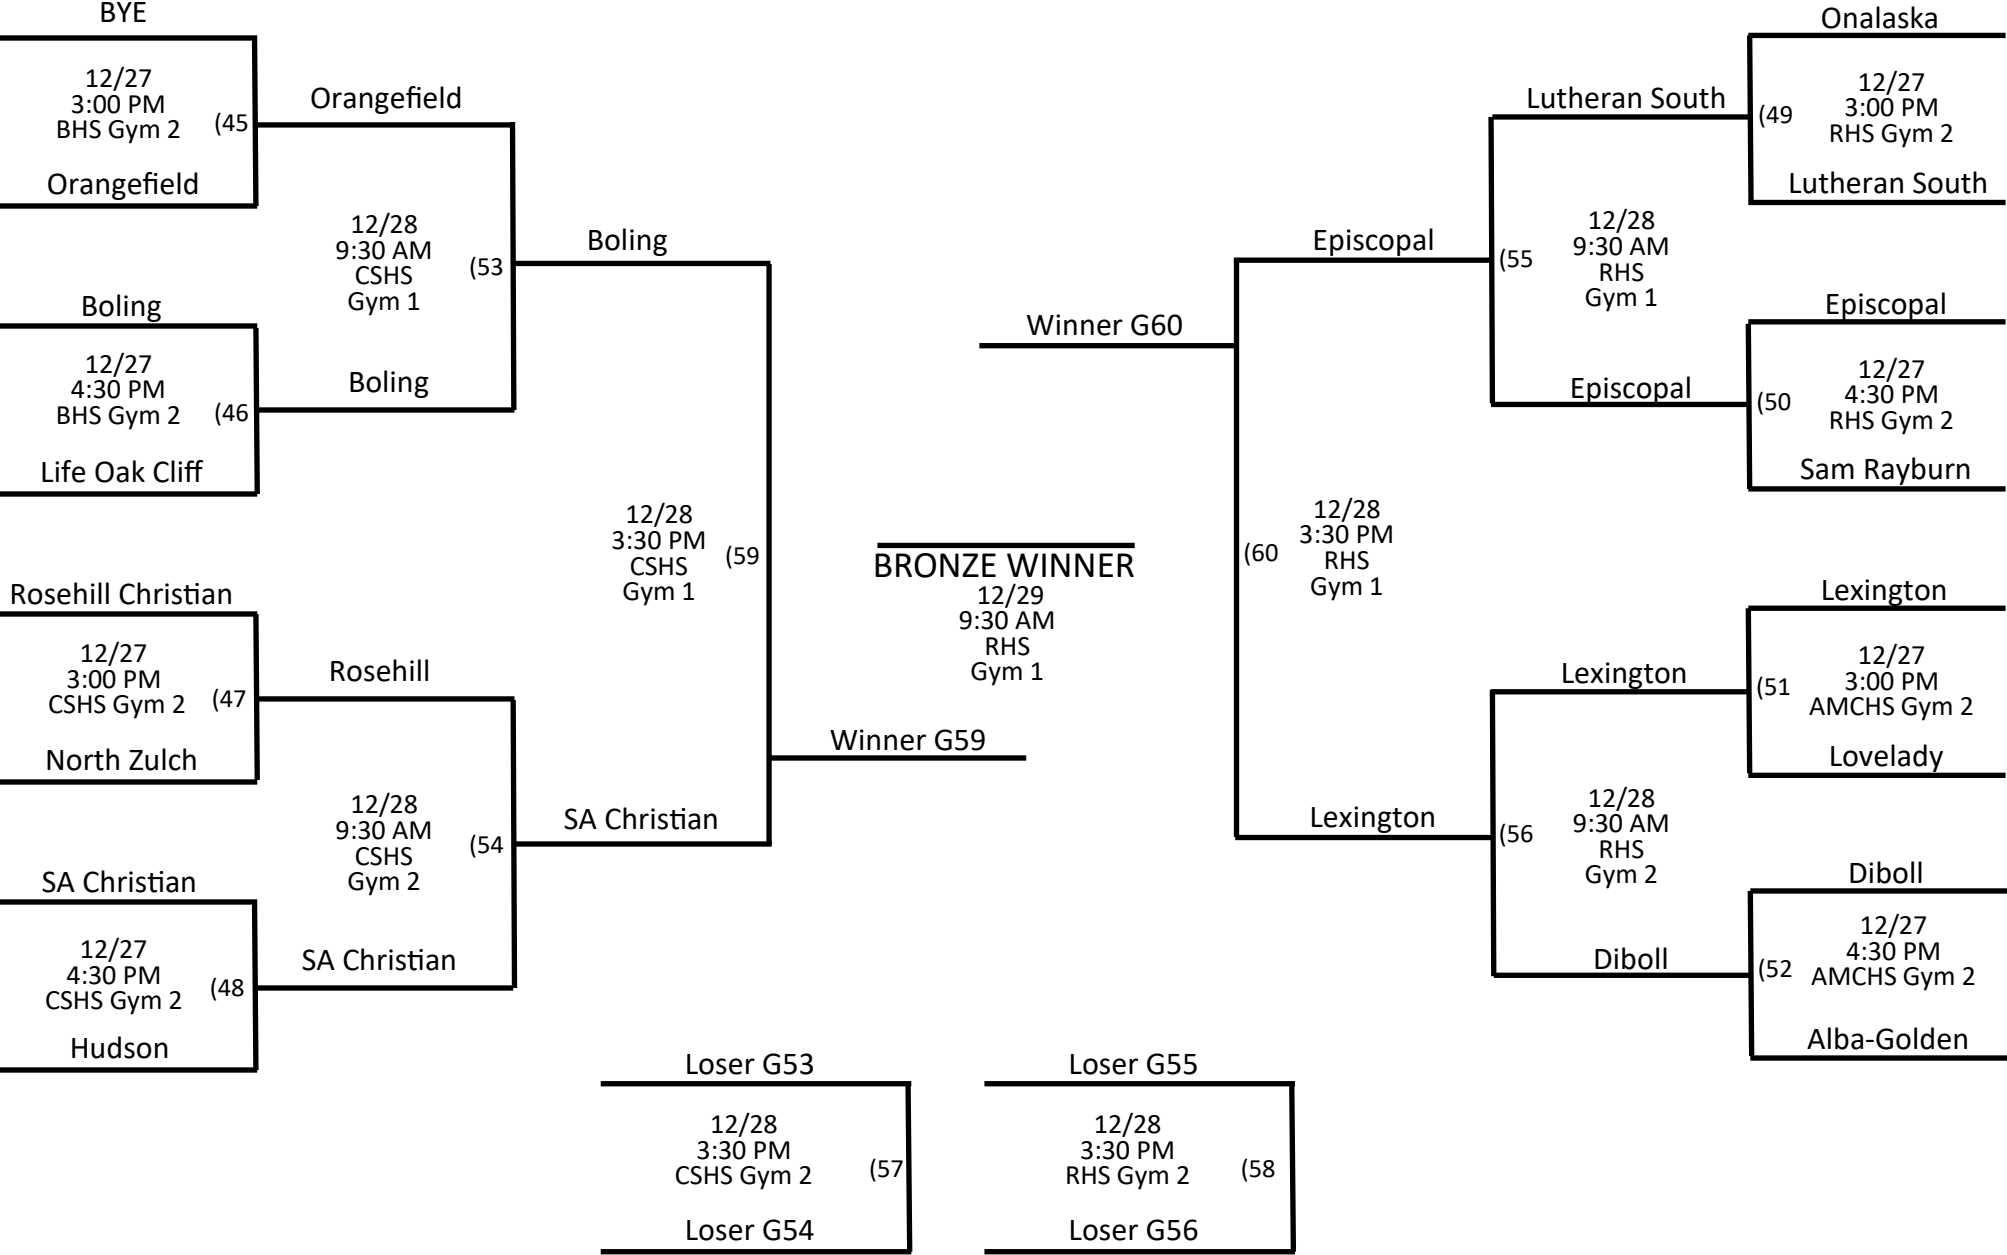 BYE
12/27
3:00 PM
BHS Gym 2
(45
Orangefield
Boling
12/27
4:30 PM
BHS Gym 2
(46
Life Oak Cliff
Rosehill Christian
12/27
3:00 PM
CSHS Gym 2
(47
North Zulch
SA Christian
12/27
4:30 PM
CSHS Gym 2
(48
Hudson
Orangefield
12/28
9:30 AM
CSHS
Gym 1
(53
Boling
Rosehill
12/28
9:30 AM
CSHS
Gym 2
(54
SA Christian
Boling
12/28
3:30 PM
CSHS
Gym 1
(59
SA Christian
Winner G60
BRONZE WINNER
12/29
9:30 AM
RHS
Gym 1
Winner G59
Episcopal
12/28
3:30 PM
RHS
Gym 1
(60
Lexington
Lutheran South
12/28
9:30 AM
RHS
Gym 1
(55
Episcopal
Lexington
12/28
9:30 AM
RHS
Gym 2
(56
Diboll
Onalaska
12/27
3:00 PM
RHS Gym 2
(49
Lutheran South
Episcopal
12/27
4:30 PM
RHS Gym 2
(50
Sam Rayburn
Lexington
12/27
3:00 PM
AMCHS Gym 2
(51
Lovelady
Diboll
12/27
4:30 PM
AMCHS Gym 2
(52
Alba-Golden
Loser G53
12/28
3:30 PM
CSHS Gym 2
(57
Loser G54
Loser G55
12/28
3:30 PM
RHS Gym 2
(58
Loser G56